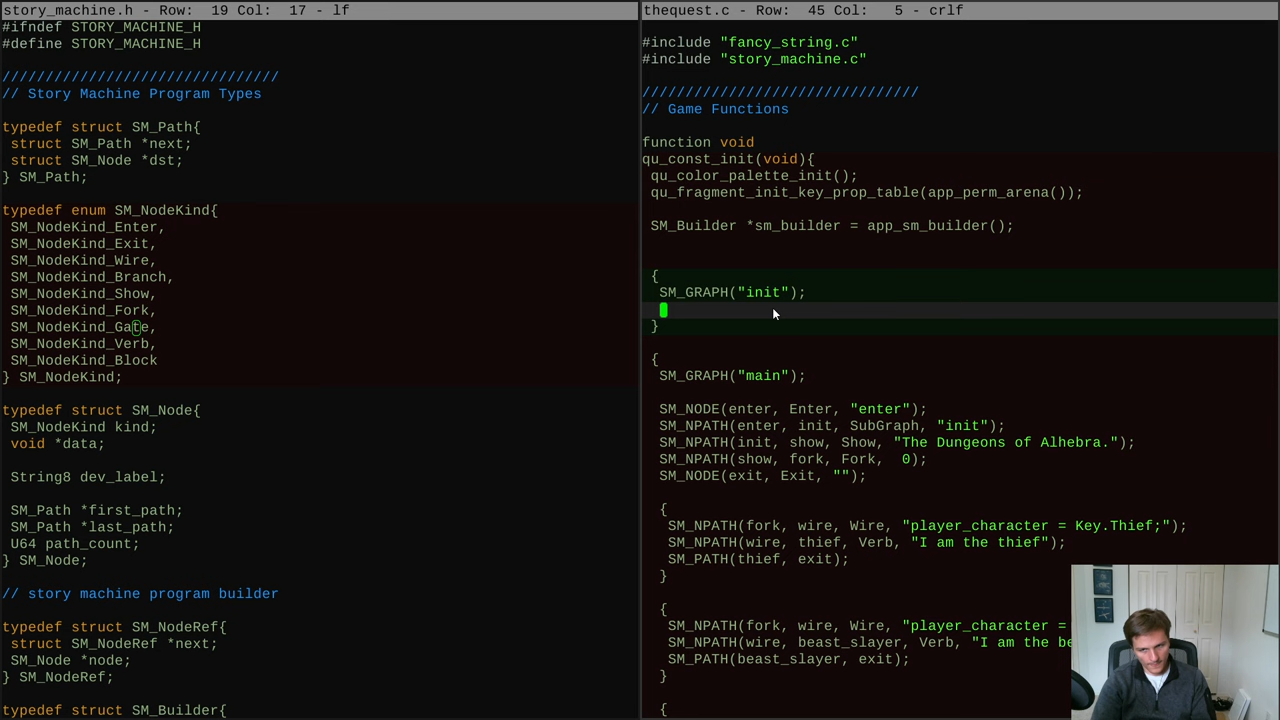 story_machine.h - Row:  19 Col:  17 - lf
#ifndef STORY_MACHINE_H
#define STORY_MACHINE_H
////////////////////////////////
// Story Machine Program Types
typedef struct SM_Path{
 struct SM_Path *next;
 struct SM_Node *dst;
} SM_Path;
typedef enum SM_NodeKind{
 SM_NodeKind_Enter,
 SM_NodeKind_Exit,
 SM_NodeKind_Wire,
 SM_NodeKind_Branch,
 SM_NodeKind_Show,
 SM_NodeKind_Fork,
 SM_NodeKind_Gate,
 SM_NodeKind_Verb,
 SM_NodeKind_Block
} SM_NodeKind;
typedef struct SM_Node{
 SM_NodeKind kind;
 void *data;
 String8 dev_label;
 SM_Path *first_path;
 SM_Path *last_path;
 U64 path_count;
} SM_Node;
// story machine program builder
typedef struct SM_NodeRef{
 struct SM_NodeRef *next;
 SM_Node *node;
} SM_NodeRef;
typedef struct SM_Builder{
thequest.c - Row:  45 Col:   5 - crlf
#include "fancy_string.c"
#include "story_machine.c"
////////////////////////////////
// Game Functions
function void
qu_const_init(void){
 qu_color_palette_init();
 qu_fragment_init_key_prop_table(app_perm_arena());
 SM_Builder *sm_builder = app_sm_builder();
 {
  SM_GRAPH("init");
 }
 {
  SM_GRAPH("main");
  SM_NODE(enter, Enter, "enter");
  SM_NPATH(enter, init, SubGraph, "init");
  SM_NPATH(init, show, Show, "The Dungeons of Alhebra.");
  SM_NPATH(show, fork, Fork,  0);
  SM_NODE(exit, Exit, "");
  {
   SM_NPATH(fork, wire, Wire, "player_character = Key.Thief;");
   SM_NPATH(wire, thief, Verb, "I am the thief");
   SM_PATH(thief, exit);
  }
  {
   SM_NPATH(fork, wire, Wire, "player_character =
   SM_NPATH(wire, beast_slayer, Verb, "I am the
   SM_PATH(beast_slayer, exit);
  }
  {